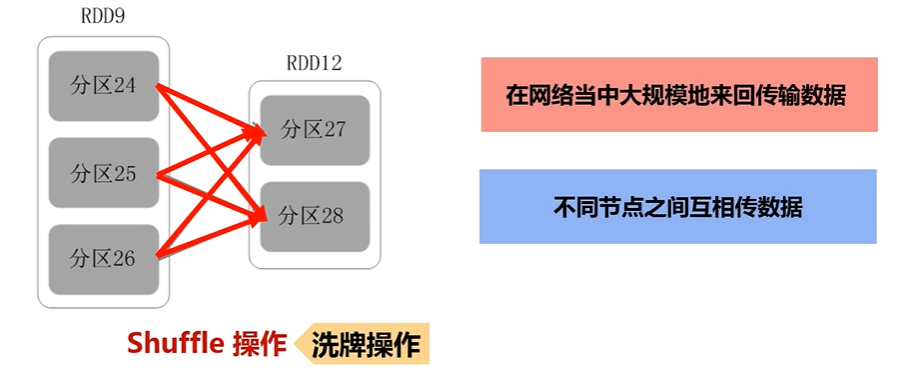 RDD9
分区24
分区25
分区26
RDD12
分区27
分区28
在网络当中大规模地来回传输数据
不同节点之间互相传数据
Shuffle 操作
洗牌操作